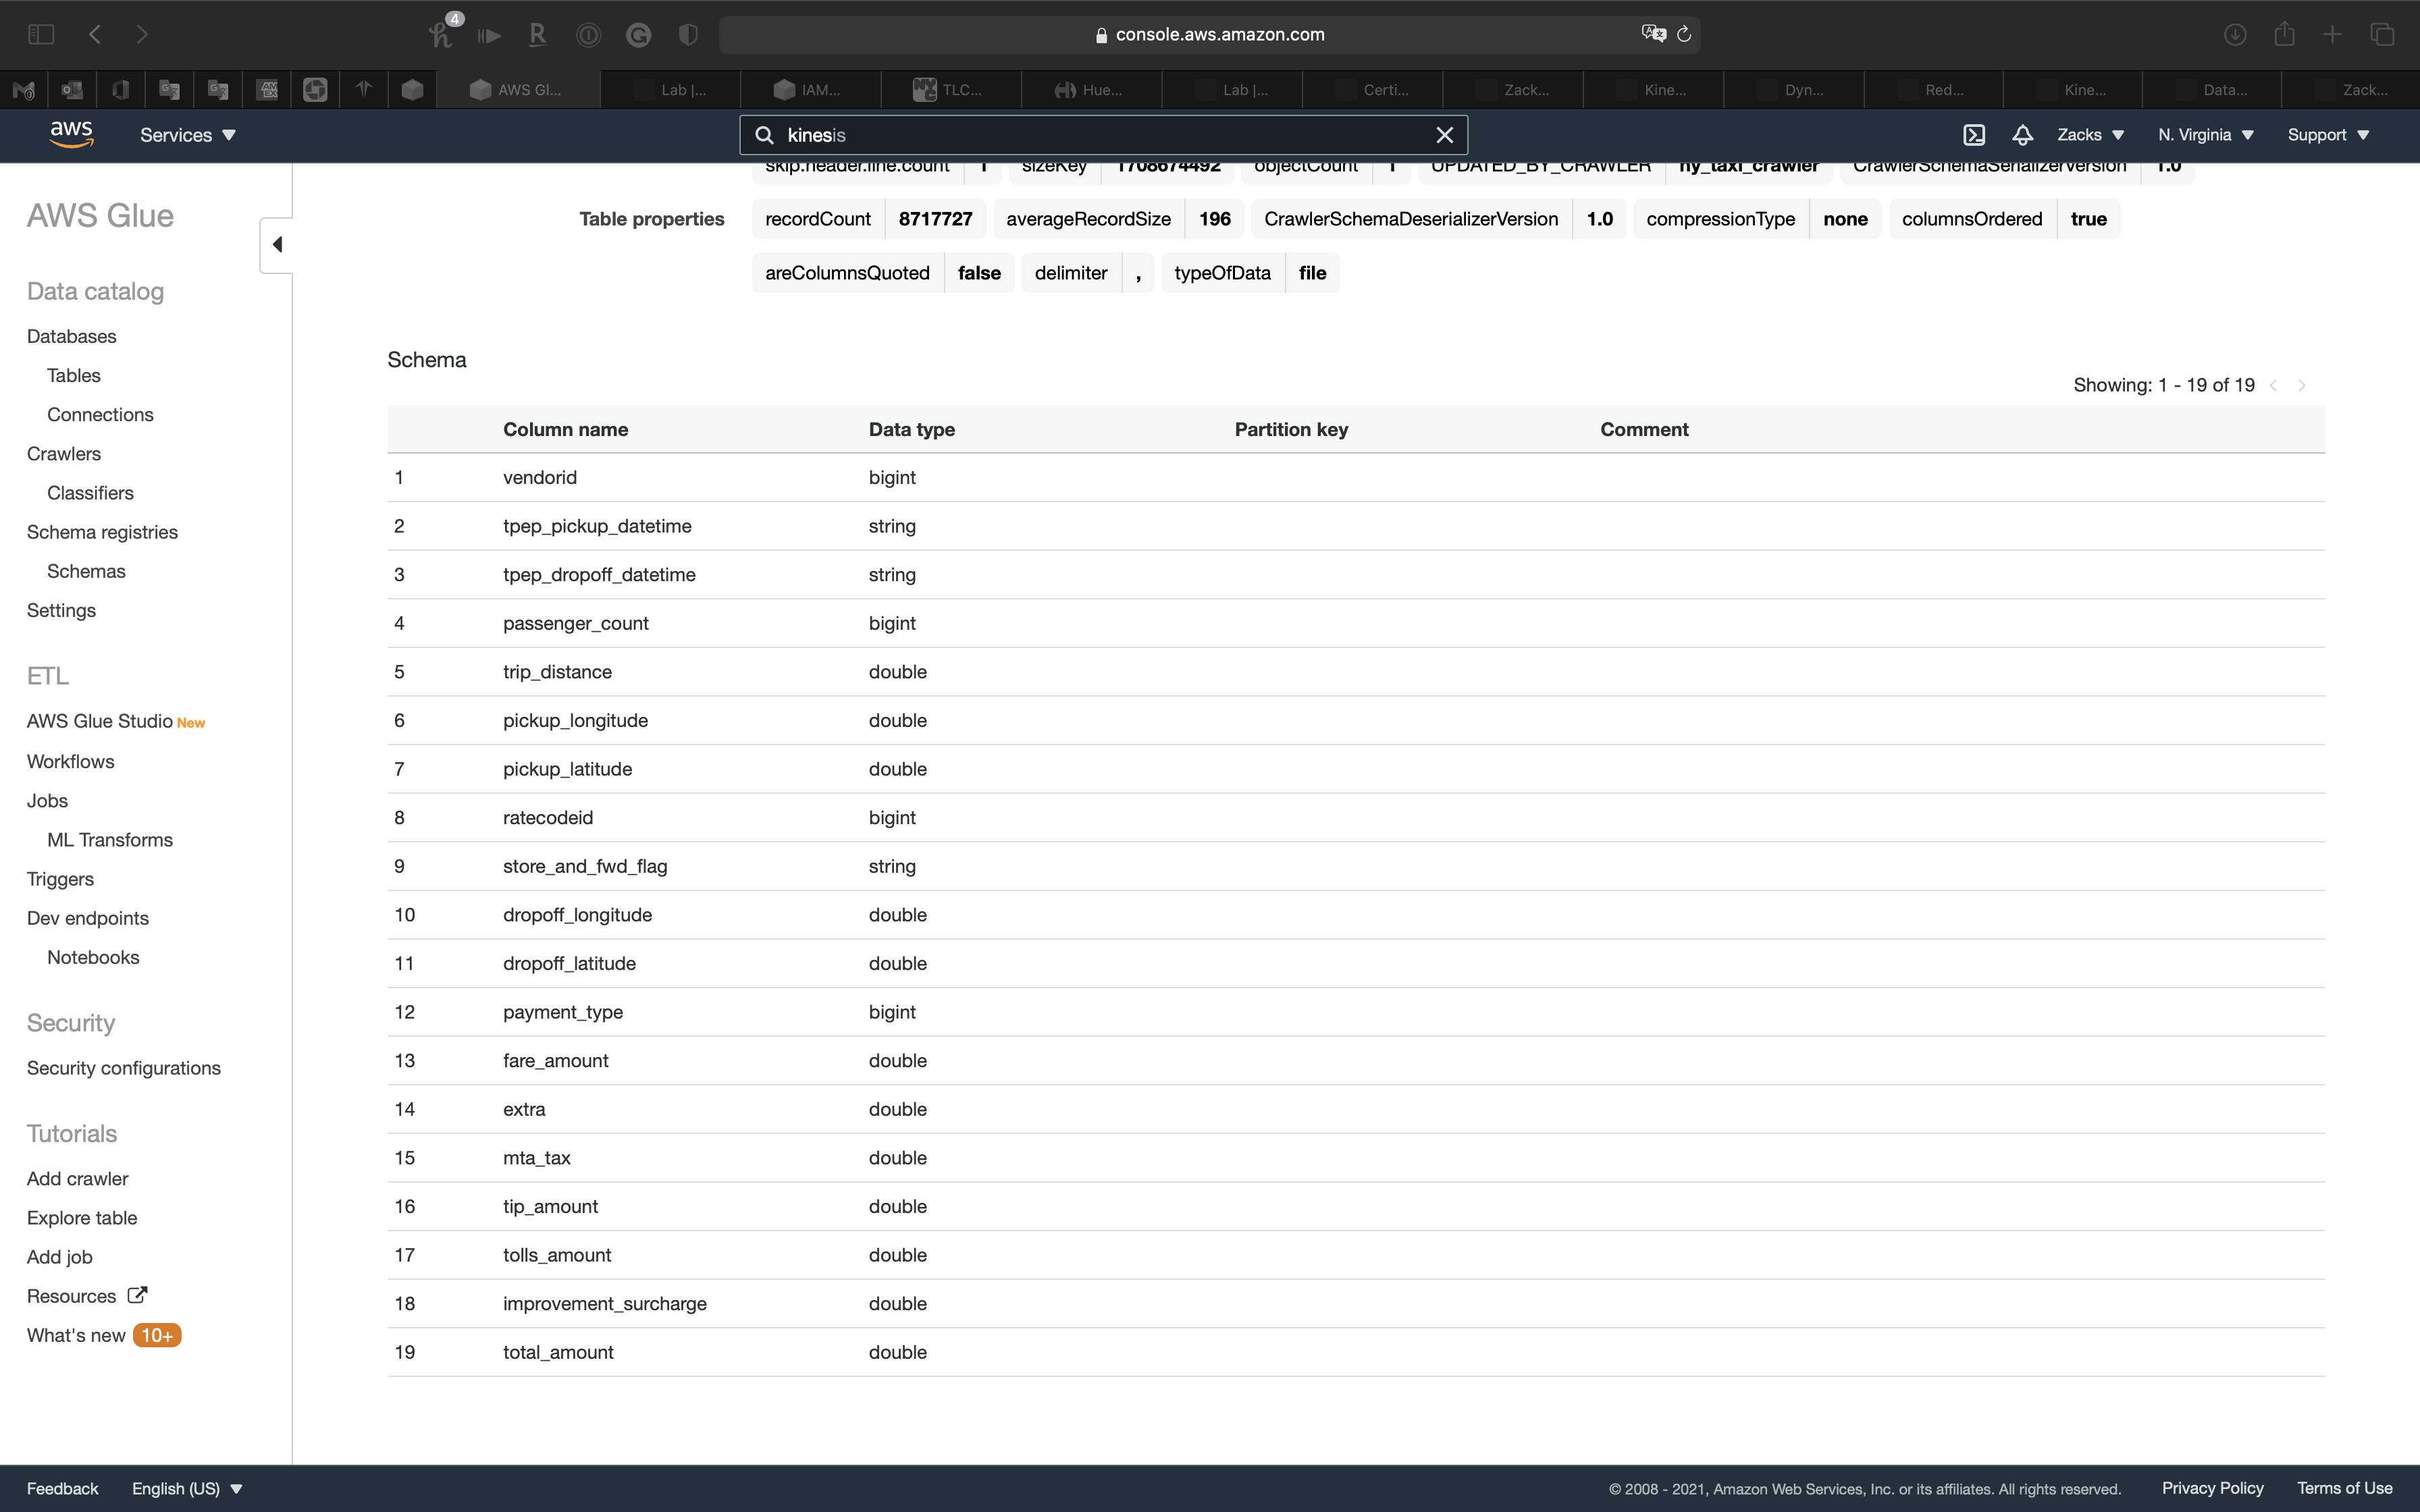 4
console.aws.amazon.com
AWS Gl... Lab |... IAM... TLC... Hue... Lab |... Certi... Zack... Kine... Dyn... Red... Kine... Data... Zack...
aws Services kinesis Zacks N. Virginia Support
skip.header.line.count 1 sizeKey 1708674492 objectCount 1 UPDATED_BY_CRAWLER ny_taxi_crawler CrawlerSchemaSerializerVersion 1.0
Table properties recordCount 8717727 averageRecordSize 196 CrawlerSchemaDeserializerVersion 1.0 compressionType none columnsOrdered true
areColumnsQuoted false delimiter , typeOfData file
AWS Glue
Data catalog
Databases
Tables
Connections
Crawlers
Classifiers
Schema registries
Schemas
Settings
ETL
AWS Glue Studio New
Workflows
Jobs
ML Transforms
Triggers
Dev endpoints
Notebooks
Security
Security configurations
Tutorials
Add crawler
Explore table
Add job
Resources
What's new 10+
Schema
Showing: 1 - 19 of 19
Column name Data type Partition key Comment
1 vendorid bigint
2 tpep_pickup_datetime string
3 tpep_dropoff_datetime string
4 passenger_count bigint
5 trip_distance double
6 pickup_longitude double
7 pickup_latitude double
8 ratecodeid bigint
9 store_and_fwd_flag string
10 dropoff_longitude double
11 dropoff_latitude double
12 payment_type bigint
13 fare_amount double
14 extra double
15 mta_tax double
16 tip_amount double
17 tolls_amount double
18 improvement_surcharge double
19 total_amount double
Feedback English (US) © 2008 - 2021, Amazon Web Services, Inc. or its affiliates. All rights reserved. Privacy Policy Terms of Use